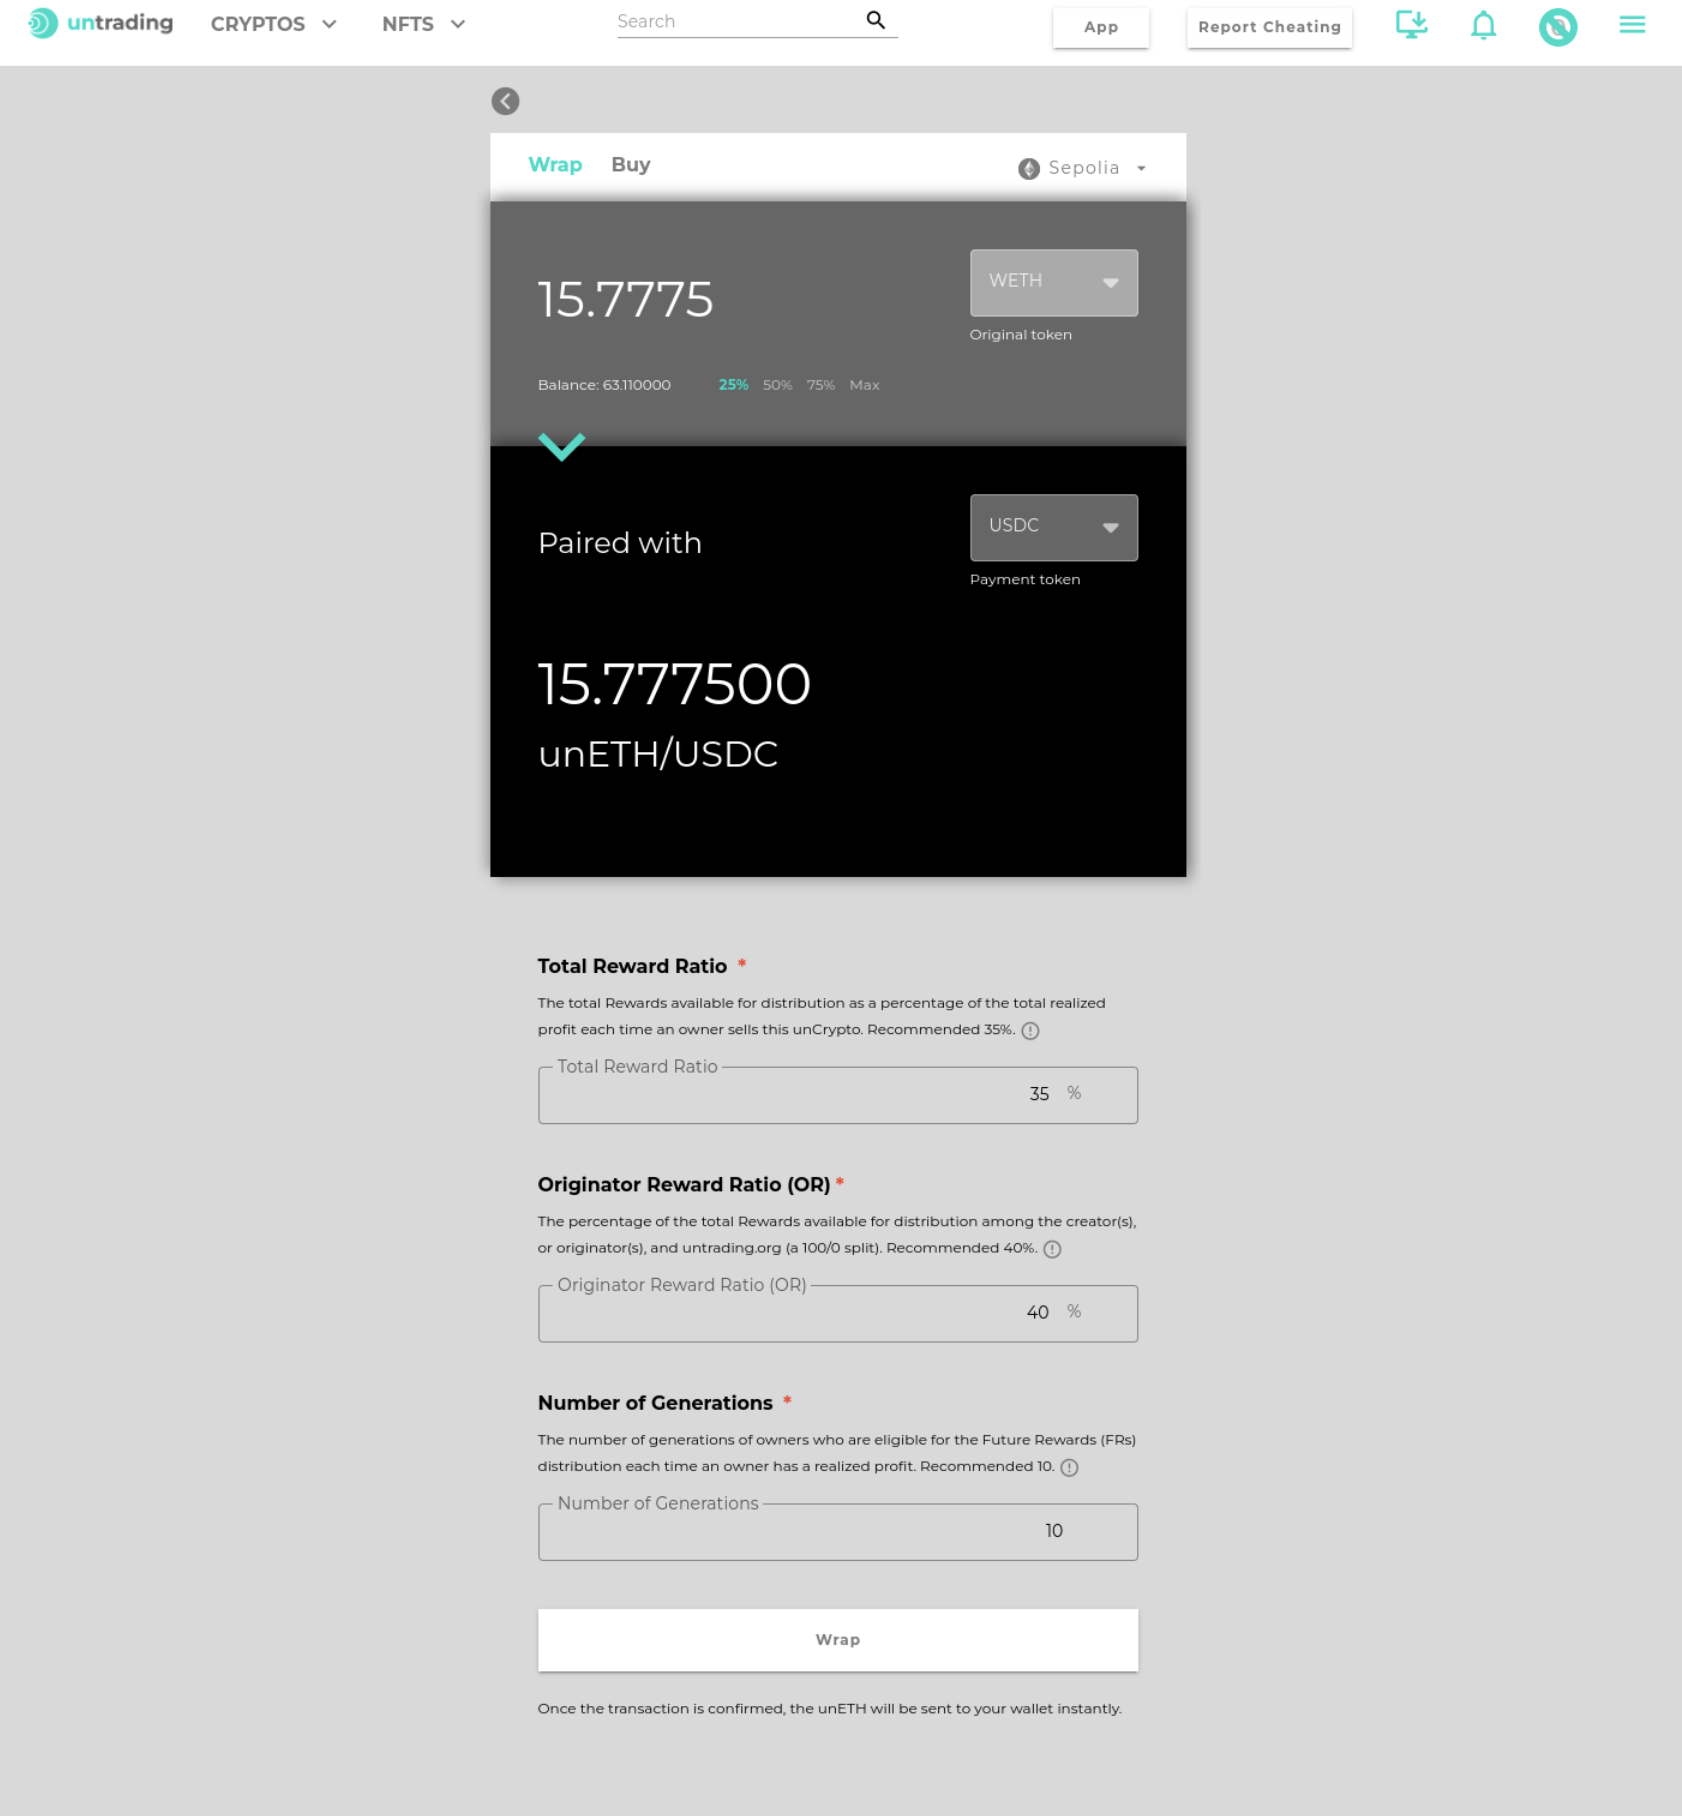 untrading CRYPTOS NFTS Search App Report Cheating
Wrap Buy Sepolia
15.7775 WETH
Original token
Balance: 63.110000 25% 50% 75% Max
Paired with USDC
Payment token
15.777500
unETH/USDC
Total Reward Ratio *
The total Rewards available for distribution as a percentage of the total realized
profit each time an owner sells this unCrypto. Recommended 35%.
Total Reward Ratio
35 %
Originator Reward Ratio (OR) *
The percentage of the total Rewards available for distribution among the creator(s),
or originator(s), and untrading.org (a 100/0 split). Recommended 40%.
Originator Reward Ratio (OR)
40 %
Number of Generations *
The number of generations of owners who are eligible for the Future Rewards (FRs)
distribution each time an owner has a realized profit. Recommended 10.
Number of Generations
10
Wrap
Once the transaction is confirmed, the unETH will be sent to your wallet instantly.